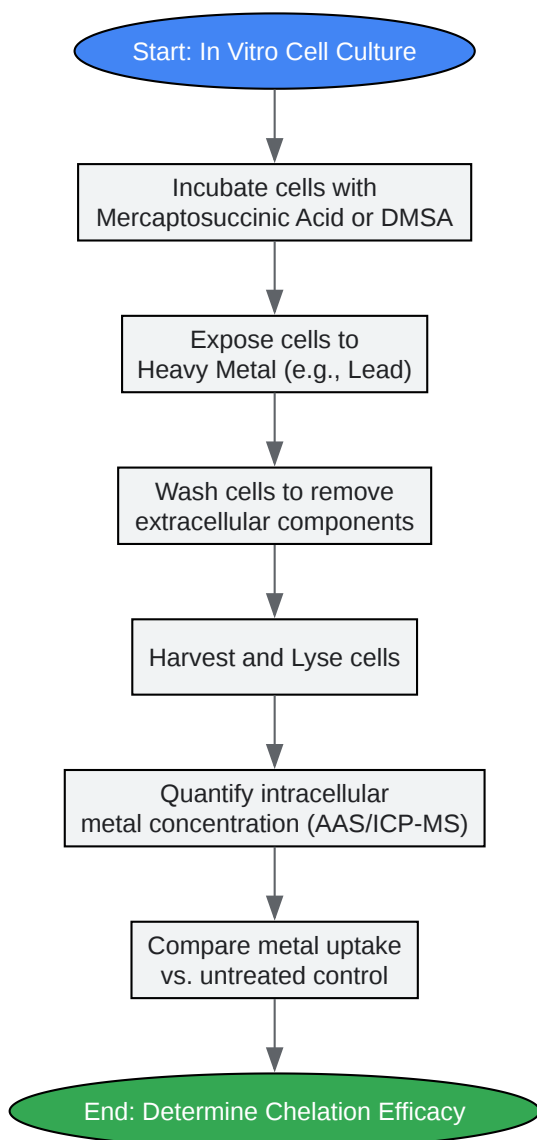 Start: In Vitro Cell Culture
Incubate cells with
Mercaptosuccinic Acid or DMSA
Expose cells to
Heavy Metal (e.g., Lead)
Wash cells to remove
extracellular components
Harvest and Lyse cells
Quantify intracellular
metal concentration (AAS/ICP-MS)
Compare metal uptake
vs. untreated control
End: Determine Chelation Efficacy